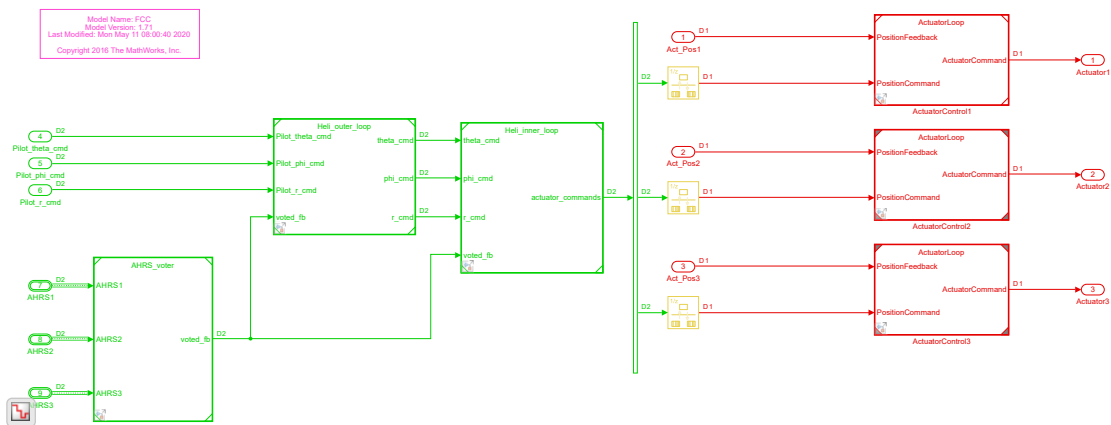 Model Name: FCC
Model Version: 1.71
Last Modified: Mon May 11 08:00:40 2020
Copyright 2016 The MathWorks, Inc.
4
D2
Pilot_theta_cmd
5
D2
Pilot_phi_cmd
6
D2
Pilot_r_cmd
Heli_outer_loop
Pilot_theta_cmd
Pilot_phi_cmd
Pilot_r_cmd
voted_fb
theta_cmd
phi_cmd
r_cmd
D2
D2
D2
Heli_inner_loop
theta_cmd
phi_cmd
r_cmd
voted_fb
actuator_commands
D2
7
D2
AHRS1
8
D2
AHRS2
9
D2
HRS3
AHRS_voter
AHRS1
AHRS2
AHRS3
voted_fb
D2
D2
D1
D2
D1
D2
D1
1
D1
Act_Pos1
ActuatorLoop
PositionFeedback
ActuatorCommand
PositionCommand
ActuatorControl1
D1
1
Actuator1
2
D1
Act_Pos2
ActuatorLoop
PositionFeedback
ActuatorCommand
PositionCommand
ActuatorControl2
D1
2
Actuator2
3
D1
Act_Pos3
ActuatorLoop
PositionFeedback
ActuatorCommand
PositionCommand
ActuatorControl3
D1
3
Actuator3